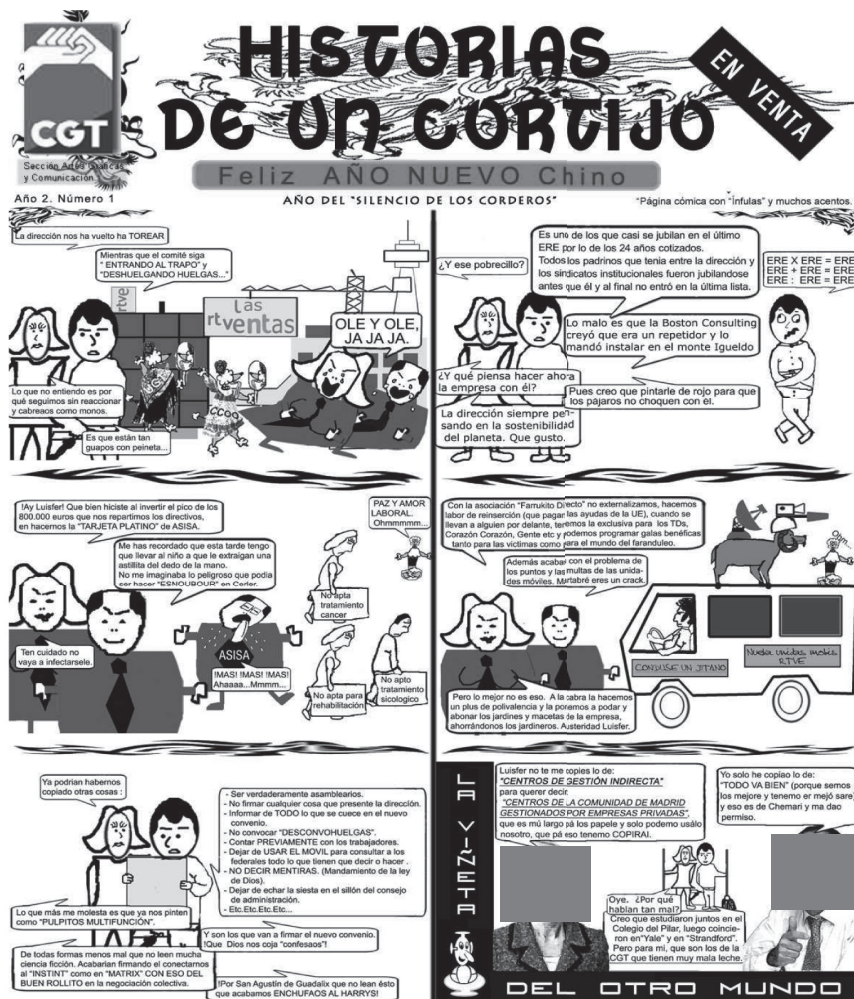 HISTORIAS
DE UN CORTIJO
EN VENTA
CGT
Sección Artes Gráficas
y Comunicación
Feliz AÑO NUEVO Chino
Año 2. Número 1
AÑO DEL "SILENCIO DE LOS CORDEROS"
"Página cómica con "Ínfulas" y muchos acentos.
La dirección nos ha vuelto ha TOREAR
Mientras que el comité siga
" ENTRANDO AL TRAPO" y
"DESHUELGANDO HUELGAS..."
rtve
Las
rtventas
OLE Y OLE,
JA JA JA.
UGT
CCOO
Lo que no entiendo es por
qué seguimos sin reaccionar
y cabreaos como monos.
Es que están tan
guapos con peineta...
¿Y ese pobrecillo?
Es uno de los que casi se jubilan en el último
ERE por lo de los 24 años cotizados.
Todos los padrinos que tenia entre la dirección y
los sindicatos institucionales fueron jubilandose
antes que él y al final no entró en la última lista.
ERE X ERE = ERE
ERE + ERE = ERE
ERE : ERE = ERE
Lo malo es que la Boston Consulting
creyó que era un repetidor y lo
mandó instalar en el monte Igueldo
¿Y qué piensa hacer ahora
la empresa con él?
Pues creo que pintarle de rojo para que
los pajaros no choquen con el.
La dirección siempre pen-
sando en la sostenibilidad
del planeta. Que gusto.
!Ay Luisfer! Que bien hiciste al invertir el pico de los
800.000 euros que nos repartimos los directivos,
en hacernos la "TARJETA PLATINO" de ASISA.
Me has recordado que esta tarde tengo
que llevar al niño a que le extraigan una
astillita del dedo de la mano.
No me imaginaba lo peligroso que podia
ser hacer "ESNOUBOUR" en Cerler.
PAZ Y AMOR
LABORAL.
Ohmmmmm...
Ten cuidado no
vaya a infectarsele.
ASISA
!MAS! !MAS! !MAS!
Ahaaaa...Mmmm...
No apta
tratamiento
cancer
No apta para
rehabilitación
No apto
tratamiento
sicologico
Con la asociación "Farrukito Directo" no externalizamos, hacemos
labor de reinserción (que pagar las ayudas de la UE), cuando se
llevan a alguien por delante, tenemos la exclusiva para los TDs,
Corazón Corazón, Gente etc y podemos programar galas benéficas
tanto para las victimas como para el mundo del faranduleo.
Además acabas con el problema de
los puntos y las multas de las unida-
des móviles. Martabré eres un crack.
CONDUSE UN JITANO
Nueba unidas mobis
RTVE
Pero lo mejor no es eso. A la cabra la hacemos
un plus de polivalencia y la ponemos a podar y
abonar los jardines y macetas de la empresa,
ahorrándonos los jardineros. Austeridad Luisfer.
Ya podrian habernos
copiado otras cosas :
- Ser verdaderamente asamblearios.
- No firmar cualquier cosa que presente la dirección.
- Informar de TODO lo que se cuece en el nuevo
convenio.
- No convocar "DESCONVOHUELGAS".
- Contar PREVIAMENTE con los trabajadores.
- Dejar de USAR EL MOVIL para consultar a los
federales todo lo que tienen que decir o hacer .
- NO DECIR MENTIRAS. (Mandamiento de la ley
de Dios).
- Dejar de echar la siesta en el sillón del consejo
de administración.
- Etc.Etc.Etc.Etc...
Lo que más me molesta es que ya nos pinten
como "PULPITOS MULTIFUNCIÓN".
Y son los que van a firmar el nuevo convenio.
!Que Dios nos coja "confesaos"!
De todas formas menos mal que no leen mucha
ciencia ficción. Acabarian firmando el conectarnos
al "INSTINT" como en "MATRIX" CON ESO DEL
BUEN ROLLITO en la negociación colectiva.
!Por San Agustín de Guadalix que no lean ésto
que acabamos ENCHUFAOS AL HARRYS!
LA VIÑETA
Luisfer no te me copies lo de:
"CENTROS DE GESTIÓN INDIRECTA"
para querer decir:
"CENTROS DE LA COMUNIDAD DE MADRID
GESTIONADOS POR EMPRESAS PRIVADAS",
que es mú largo pá los papele y solo podemo usálo
nosotro, que pá eso tenemo COPIRAI.
Yo solo he copiao lo de:
"TODO VA BIEN" (porque semos
los mejore y tenemo er mejó sare)
y eso es de Chemari y ma dao
permiso.
Oye. ¿Por qué
hablan tan mal?
Creo que estudiaron juntos en el
Colegio del Pilar, luego coincie-
ron en"Yale" y en "Strandford".
Pero para mi, que son los de la
CGT que tienen muy mala leche.
DEL OTRO MUNDO